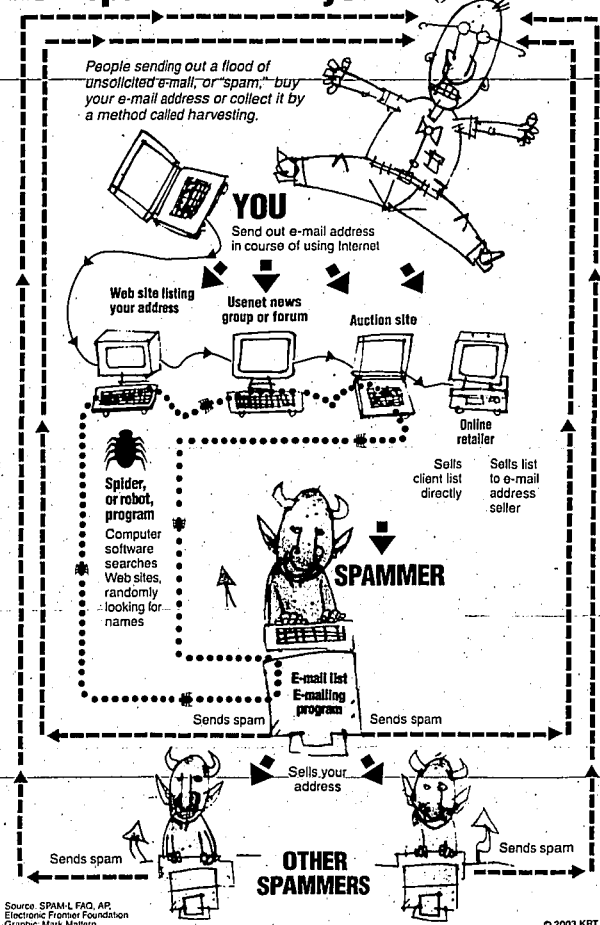 People sending out a flood of
unsolicited e-mail, or "spam," buy
your e-mail address or collect it by
a method called harvesting.
YOU
Send out e-mail address
in course of using Internet
Web site listing
your address
Usenet news
group or forum
Auction site
Online
retailer
Sells
client list
directly
Sells list
to e-mail
address
seller
Spider,
or robot,
program
Computer
software
searches
Web sites,
randomly
looking for
names
SPAMMER
E-mail list
E-mailing
program
Sends spam
Sends spam
Sells your
address
Sends spam
Sends spam
OTHER
SPAMMERS
Source: SPAM-L FAQ, AP,
Electronic Frontier Foundation
Graphic: Mark Mattern
© 2003 KRT